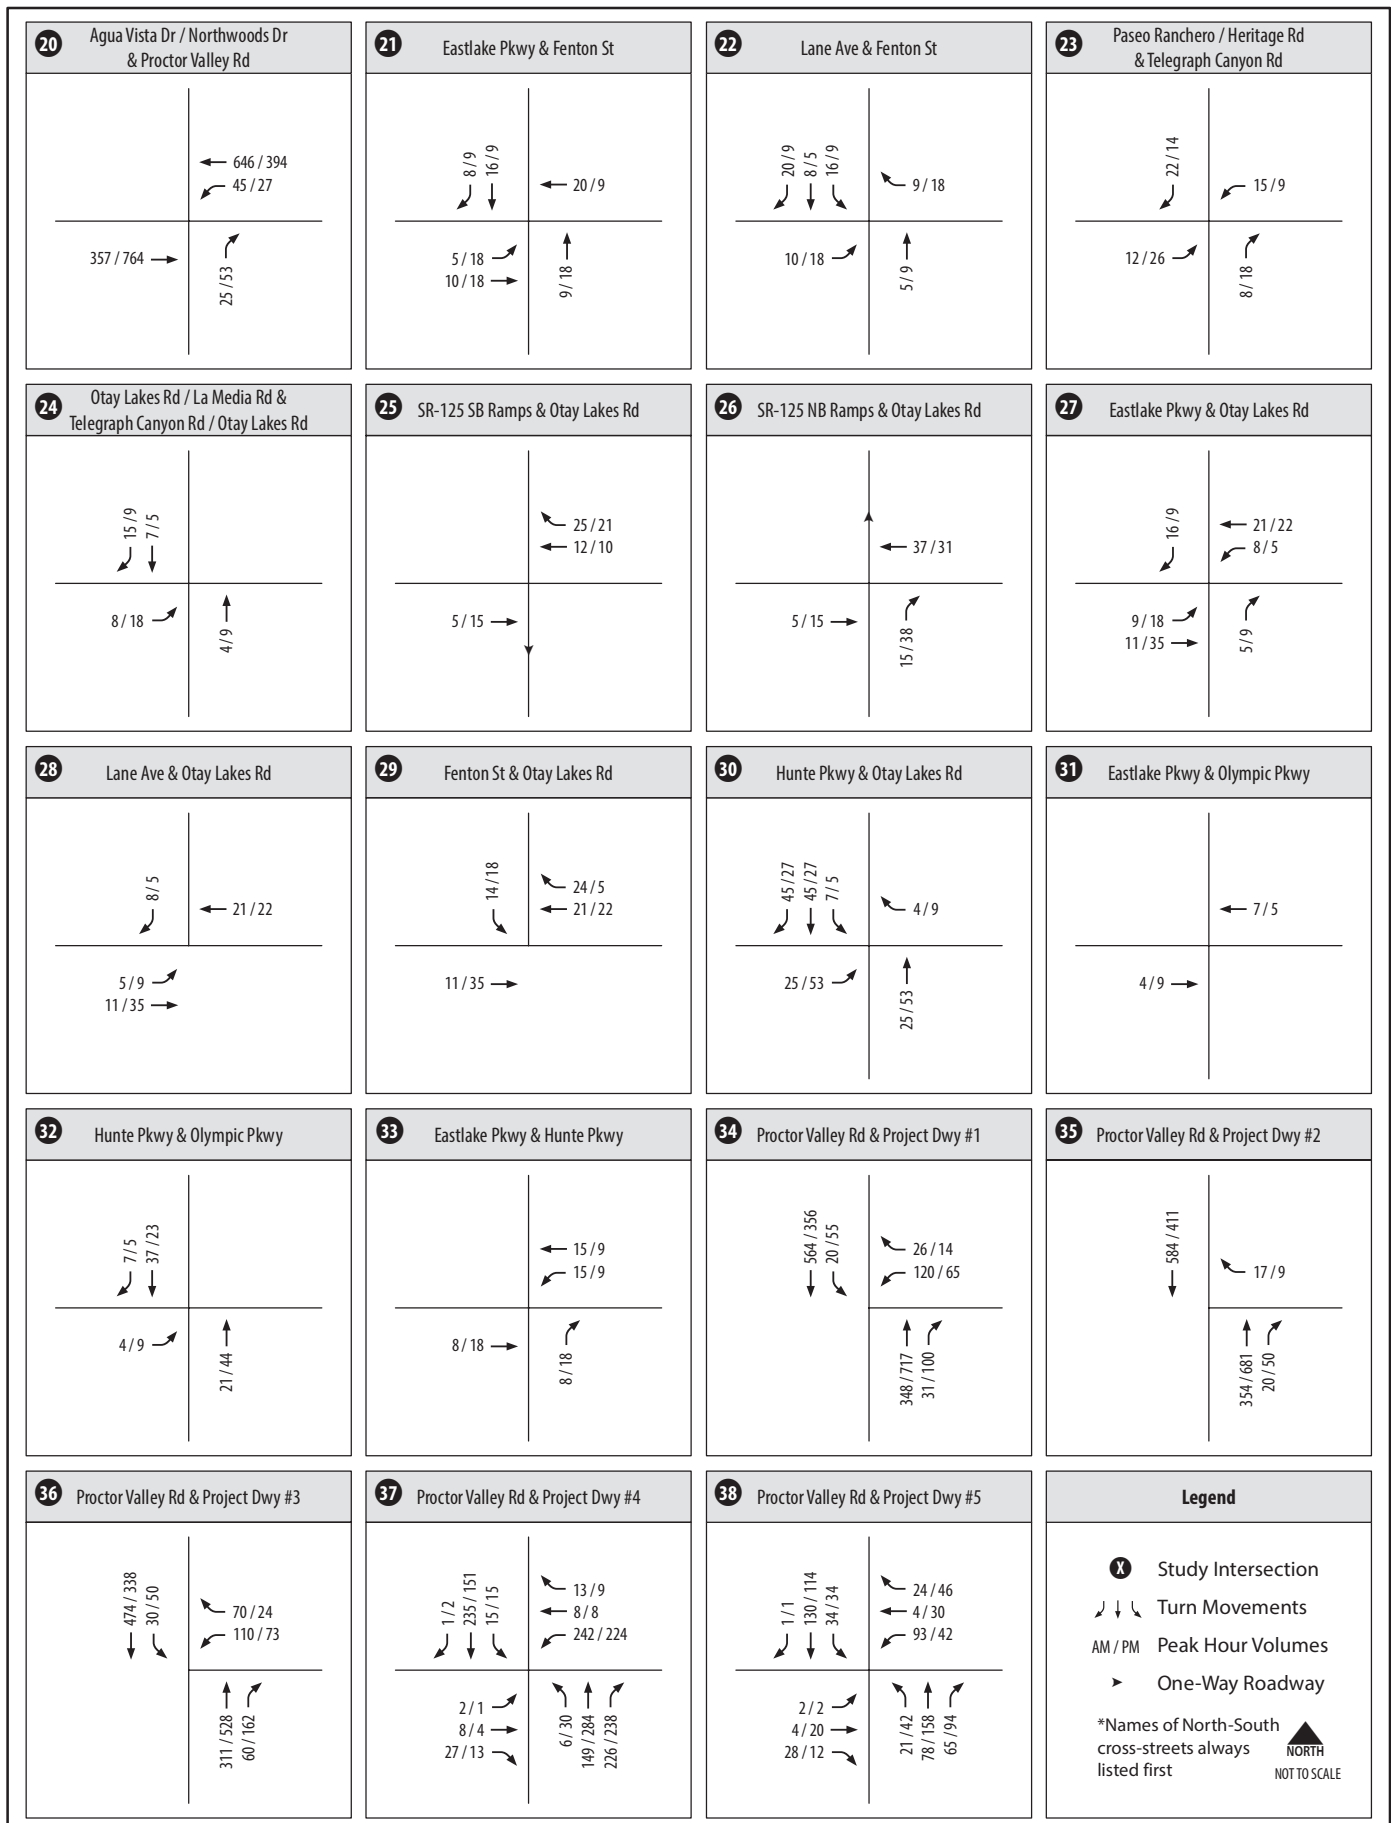 20
Agua Vista Dr / Northwoods Dr
& Proctor Valley Rd
646 / 394
45 / 27
357 / 764
25 / 53
21
Eastlake Pkwy & Fenton St
8 / 9
16 / 9
20 / 9
5 / 18
10 / 18
9 / 18
22
Lane Ave & Fenton St
20 / 9
8 / 5
16 / 9
9 / 18
10 / 18
5 / 9
23
Paseo Ranchero / Heritage Rd
& Telegraph Canyon Rd
22 / 14
15 / 9
12 / 26
8 / 18
24
Otay Lakes Rd / La Media Rd &
Telegraph Canyon Rd / Otay Lakes Rd
15 / 9
7 / 5
8 / 18
4 / 9
25
SR-125 SB Ramps & Otay Lakes Rd
25 / 21
12 / 10
5 / 15
26
SR-125 NB Ramps & Otay Lakes Rd
37 / 31
5 / 15
15 / 38
27
Eastlake Pkwy & Otay Lakes Rd
16 / 9
21 / 22
8 / 5
9 / 18
11 / 35
5 / 9
28
Lane Ave & Otay Lakes Rd
8 / 5
21 / 22
5 / 9
11 / 35
29
Fenton St & Otay Lakes Rd
14 / 18
24 / 5
21 / 22
11 / 35
30
Hunte Pkwy & Otay Lakes Rd
45 / 27
45 / 27
7 / 5
4 / 9
25 / 53
25 / 53
31
Eastlake Pkwy & Olympic Pkwy
7 / 5
4 / 9
32
Hunte Pkwy & Olympic Pkwy
7 / 5
37 / 23
4 / 9
21 / 44
33
Eastlake Pkwy & Hunte Pkwy
15 / 9
15 / 9
8 / 18
8 / 18
34
Proctor Valley Rd & Project Dwy #1
564 / 356
20 / 55
26 / 14
120 / 65
348 / 717
31 / 100
35
Proctor Valley Rd & Project Dwy #2
584 / 411
17 / 9
354 / 681
20 / 50
36
Proctor Valley Rd & Project Dwy #3
474 / 338
30 / 50
70 / 24
110 / 73
311 / 528
60 / 162
37
Proctor Valley Rd & Project Dwy #4
1 / 2
235 / 151
15 / 15
13 / 9
8 / 8
242 / 224
2 / 1
8 / 4
27 / 13
6 / 30
149 / 284
226 / 238
38
Proctor Valley Rd & Project Dwy #5
1 / 1
130 / 114
34 / 34
24 / 46
4 / 30
93 / 42
2 / 2
4 / 20
28 / 12
21 / 42
78 / 158
65 / 94
Legend
X Study Intersection
Turn Movements
AM / PM Peak Hour Volumes
One-Way Roadway
*Names of North-South
cross-streets always
listed first
NORTH
NOT TO SCALE